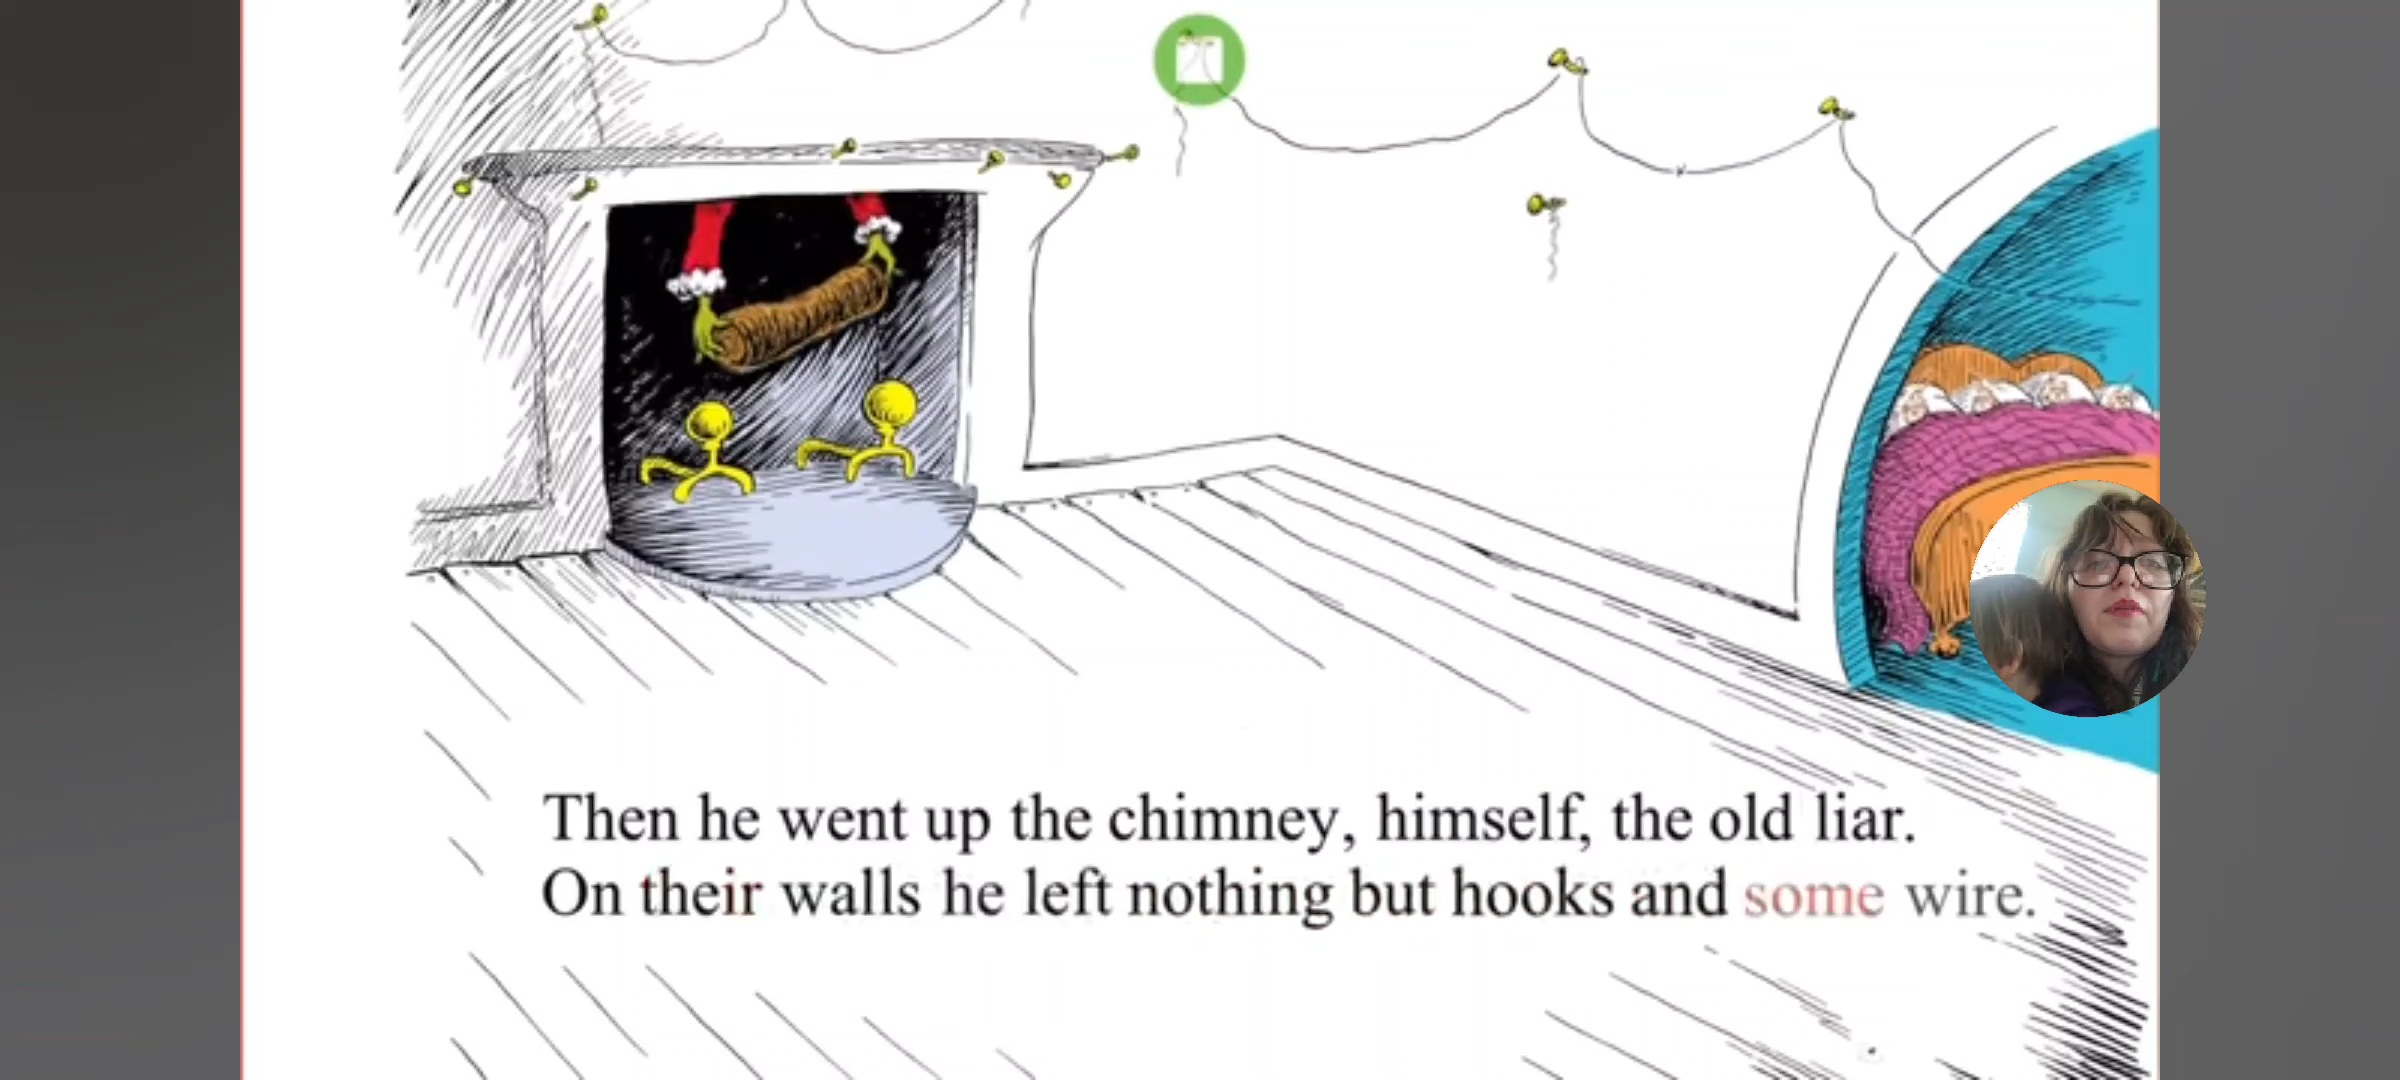 Then he went up the chimney, himself, the old liar.
On their walls he left nothing but hooks and some wire.